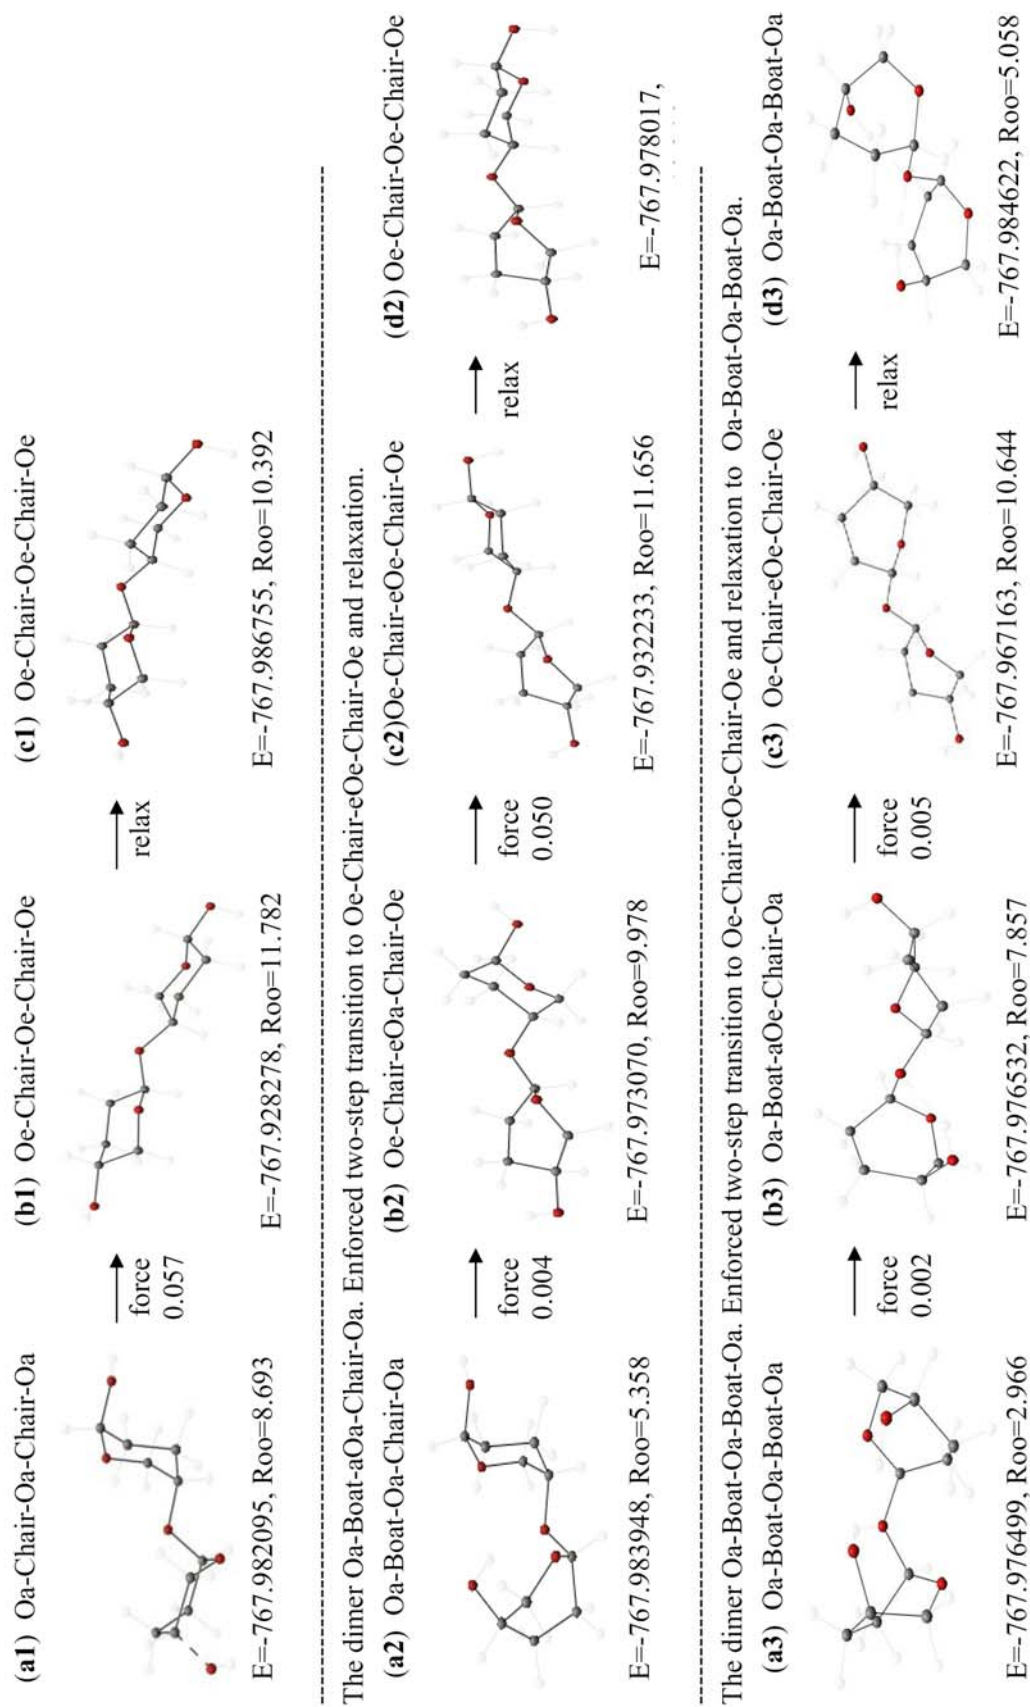 (a1) Oa-Chair-Oa-Chair-Oa
(b1) Oe-Chair-Oe-Chair-Oe
(c1) Oe-Chair-Oe-Chair-Oe
force
0.057
relax
E=-767.982095, Roo=8.693
E=-767.928278, Roo=11.782
E=-767.986755, Roo=10.392
The dimer Oa-Boat-aOa-Chair-Oa. Enforced two-step transition to Oe-Chair-eOe-Chair-Oe and relaxation.
(a2) Oa-Boat-Oa-Chair-Oa
(b2) Oe-Chair-eOa-Chair-Oe
(c2)Oe-Chair-eOe-Chair-Oe
(d2) Oe-Chair-Oe-Chair-Oe
force
0.004
force
0.050
relax
E=-767.983948, Roo=5.358
E=-767.973070, Roo=9.978
E=-767.932233, Roo=11.656
E=-767.978017,
The dimer Oa-Boat-Oa-Boat-Oa. Enforced two-step transition to Oe-Chair-eOe-Chair-Oe and relaxation to Oa-Boat-Oa-Boat-Oa.
(a3) Oa-Boat-Oa-Boat-Oa
(b3) Oa-Boat-aOe-Chair-Oa
(c3) Oe-Chair-eOe-Chair-Oe
(d3) Oa-Boat-Oa-Boat-Oa
force
0.002
force
0.005
relax
E=-767.976499, Roo=2.966
E=-767.976532, Roo=7.857
E=-767.967163, Roo=10.644
E=-767.984622, Roo=5.058